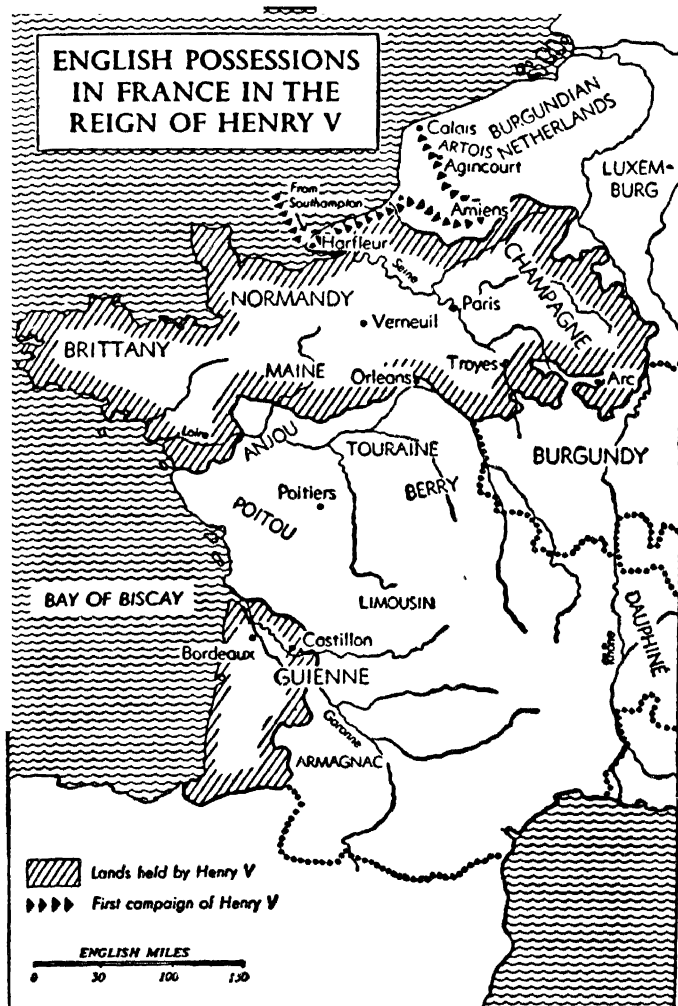 ENGLISH POSSESSIONS
IN FRANCE IN THE
REIGN OF HENRY V
Calais
BURGUNDIAN
NETHERLANDS
ARTOIS
Agincourt
LUXEM-
BURG
From
Southampton
Amiens
Harfleur
Seine
CHAMPAGNE
NORMANDY
Paris
Verneuil
BRITTANY
MAINE
Orleans
Troyes
Arc
Loire
ANJOU
TOURAINE
BURGUNDY
BERRY
Poitiers
POITOU
BAY OF BISCAY
LIMOUSIN
DAUPHINÉ
Bordeaux
Castillon
GUIENNE
Rhône
Garonne
ARMAGNAC
Lands held by Henry V
First campaign of Henry V
ENGLISH MILES
0 50 100 150